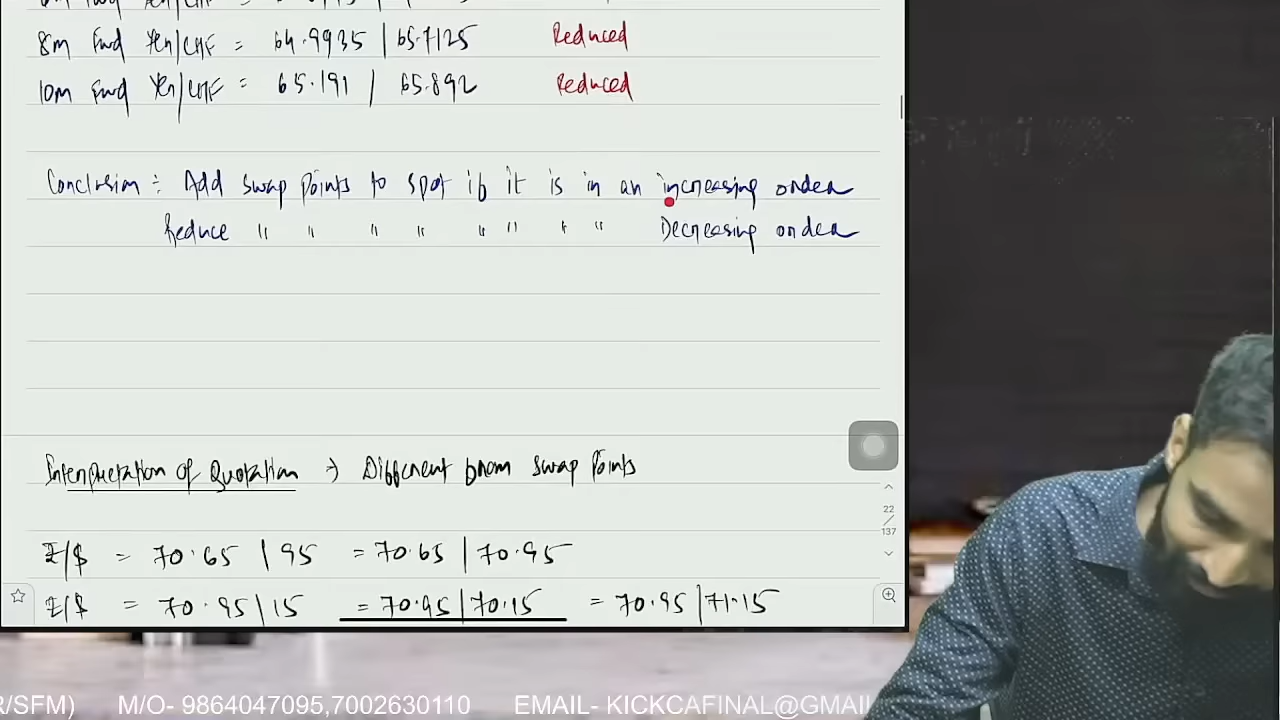 8m Fwd Yen/CHF = 64.9935 | 65.7125 Reduced
10m Fwd Yen/CHF = 65.191 | 65.892 Reduced
Conclusion : Add swap points to spot if it is in an increasing order
Reduce " " " " " " " " Decreasing order
Interpretation of Quotation → Different from swap Points
₹/$ = 70.65 | 95 = 70.65 | 70.95
₹/$ = 70.95 | 15 = 70.95 | 70.15 = 70.95 | 71.15
22
/
137
R/SFM) M/O- 9864047095,7002630110 EMAIL- KICKCAFINAL@GMAIL